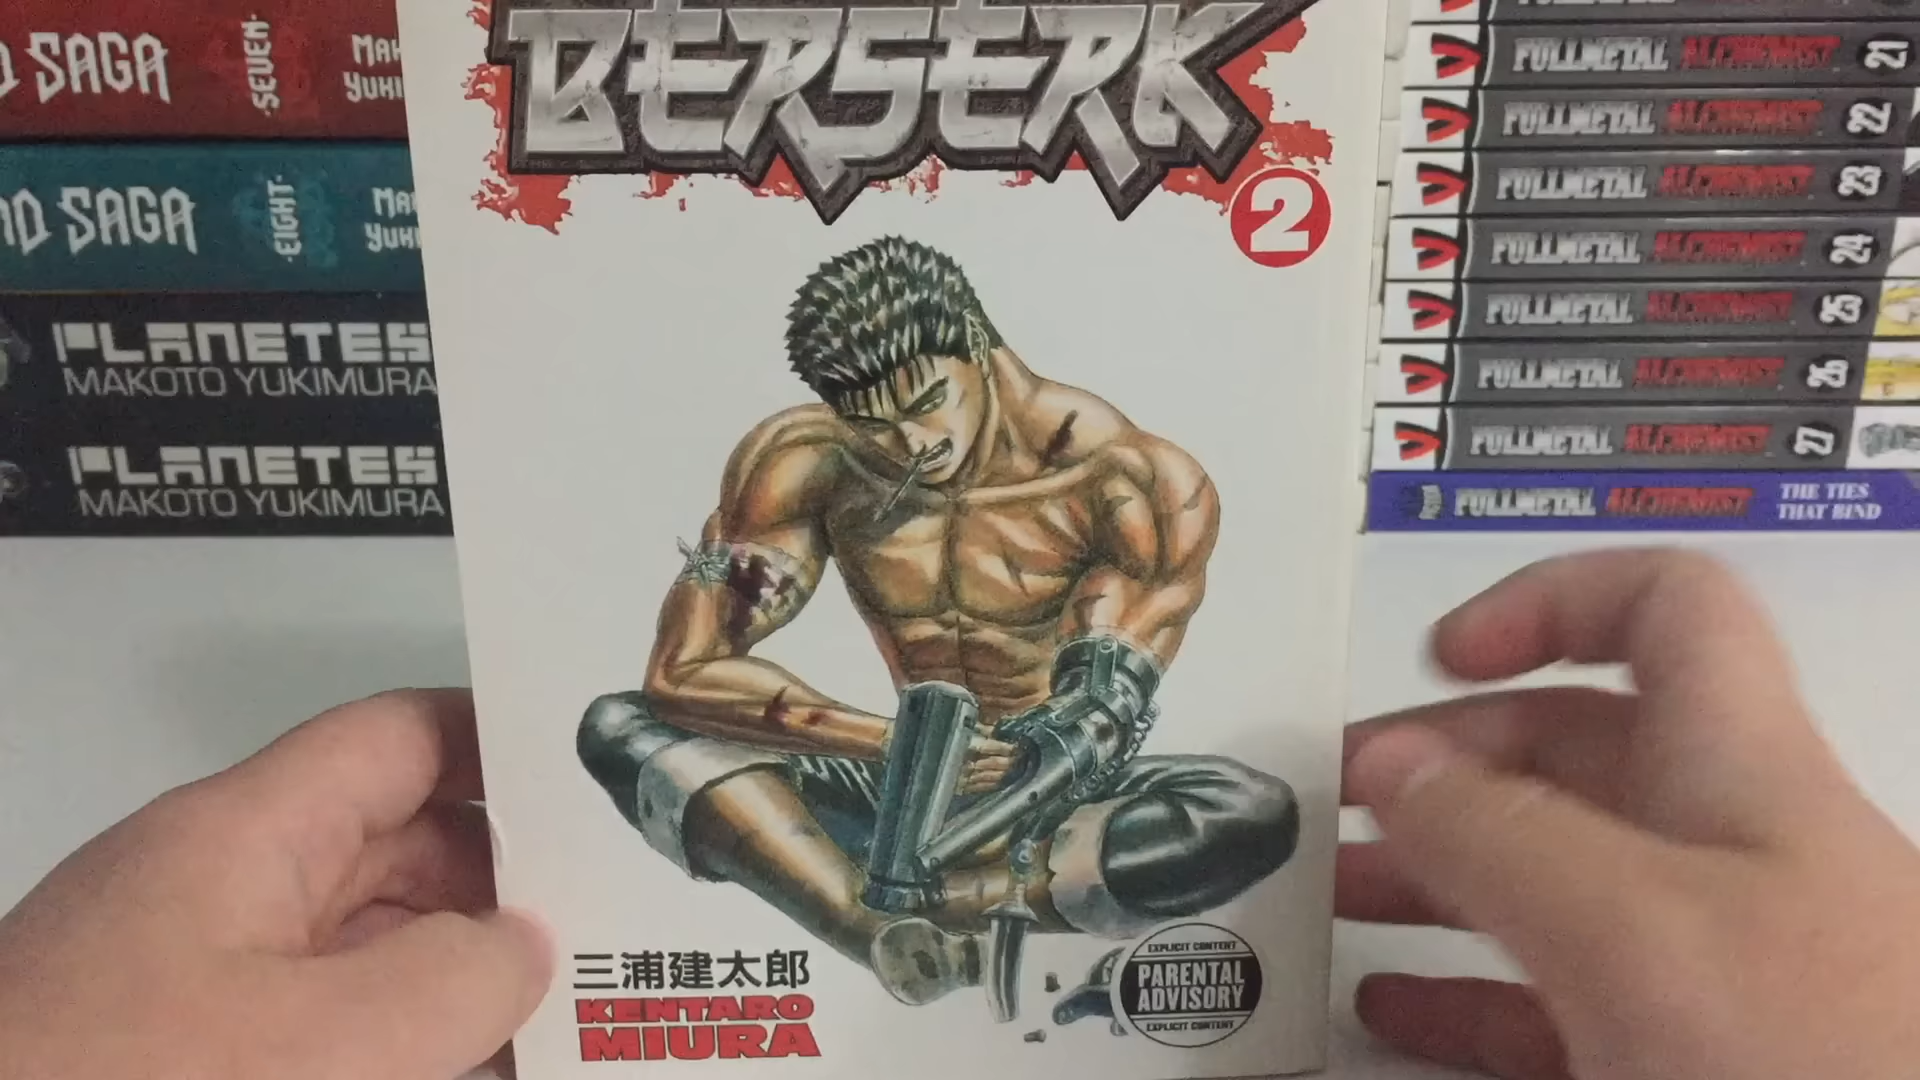 SAGA
·SEVEN·
YUKI
SAGA
·EIGHT·
YUKI
PLANETES
MAKOTO YUKIMURA
PLANETES
MAKOTO YUKIMURA
BERSERK
2
三浦建太郎
KENTARO
MIURA
EXPLICIT CONTENT
PARENTAL
ADVISORY
EXPLICIT CONTENT
FULLMETAL ALCHEMIST 21
FULLMETAL ALCHEMIST 22
FULLMETAL ALCHEMIST 23
FULLMETAL ALCHEMIST 24
FULLMETAL ALCHEMIST 25
FULLMETAL ALCHEMIST 26
FULLMETAL ALCHEMIST 27
FULLMETAL ALCHEMIST THE TIES
THAT BIND